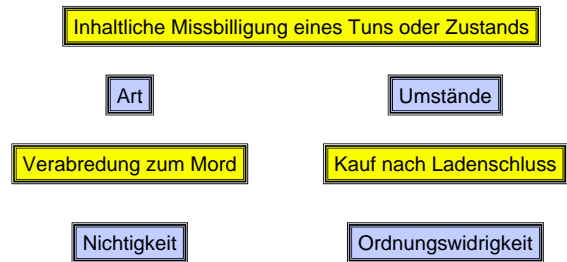 Inhaltliche Missbilligung eines Tuns oder Zustands
Art
Umstände
Verabredung zum Mord
Kauf nach Ladenschluss
Nichtigkeit
Ordnungswidrigkeit